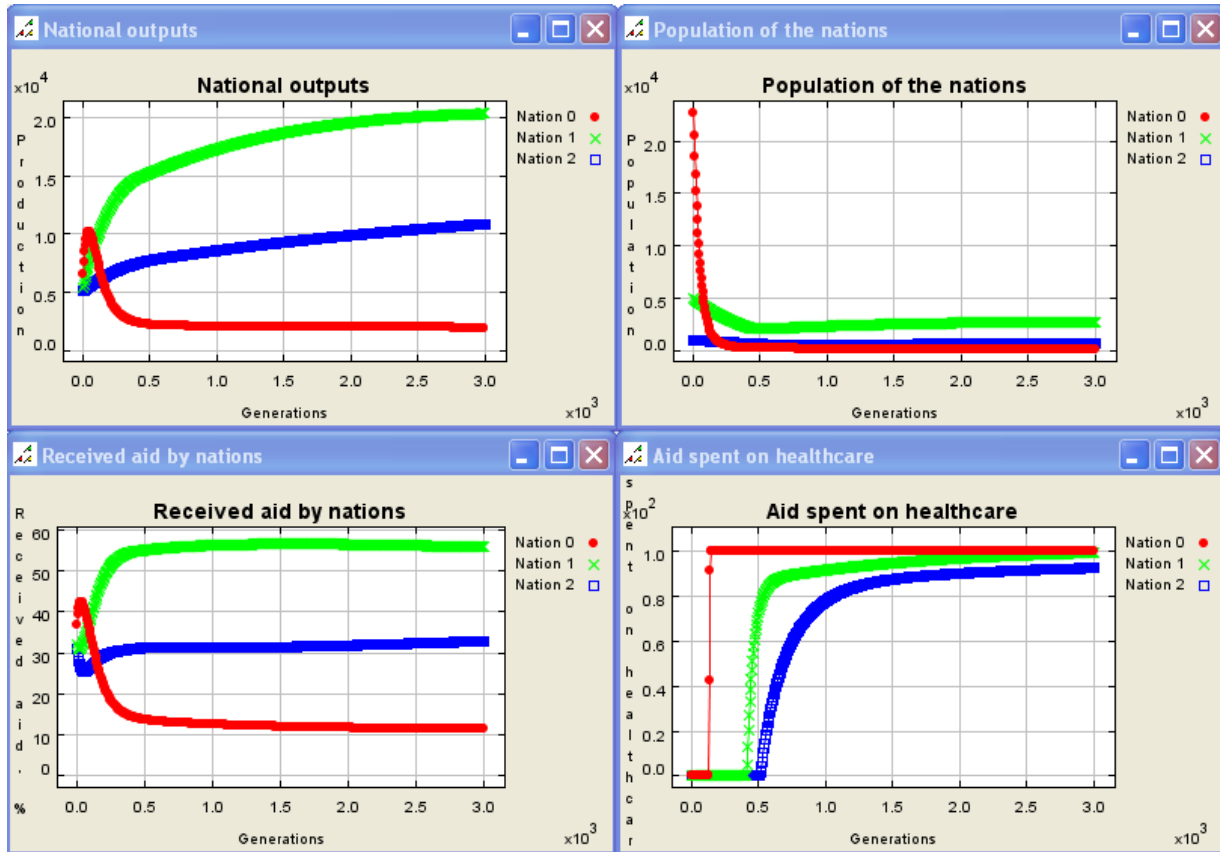 National outputs
National outputs
x10^4
Production
2.0
1.5
1.0
0.5
0.0
0.0 0.5 1.0 1.5 2.0 2.5 3.0
Generations
x10^3
Nation 0
Nation 1
Nation 2
Population of the nations
Population of the nations
x10^4
Population
2.0
1.5
1.0
0.5
0.0
0.0 0.5 1.0 1.5 2.0 2.5 3.0
Generations
x10^3
Nation 0
Nation 1
Nation 2
Received aid by nations
Received aid by nations
Received aid, %
60
50
40
30
20
10
0
0.0 0.5 1.0 1.5 2.0 2.5 3.0
Generations
x10^3
Nation 0
Nation 1
Nation 2
Aid spent on healthcare
Aid spent on healthcare
x10^2
spent on healthcar
1.0
0.8
0.6
0.4
0.2
0.0
0.0 0.5 1.0 1.5 2.0 2.5 3.0
Generations
x10^3
Nation 0
Nation 1
Nation 2